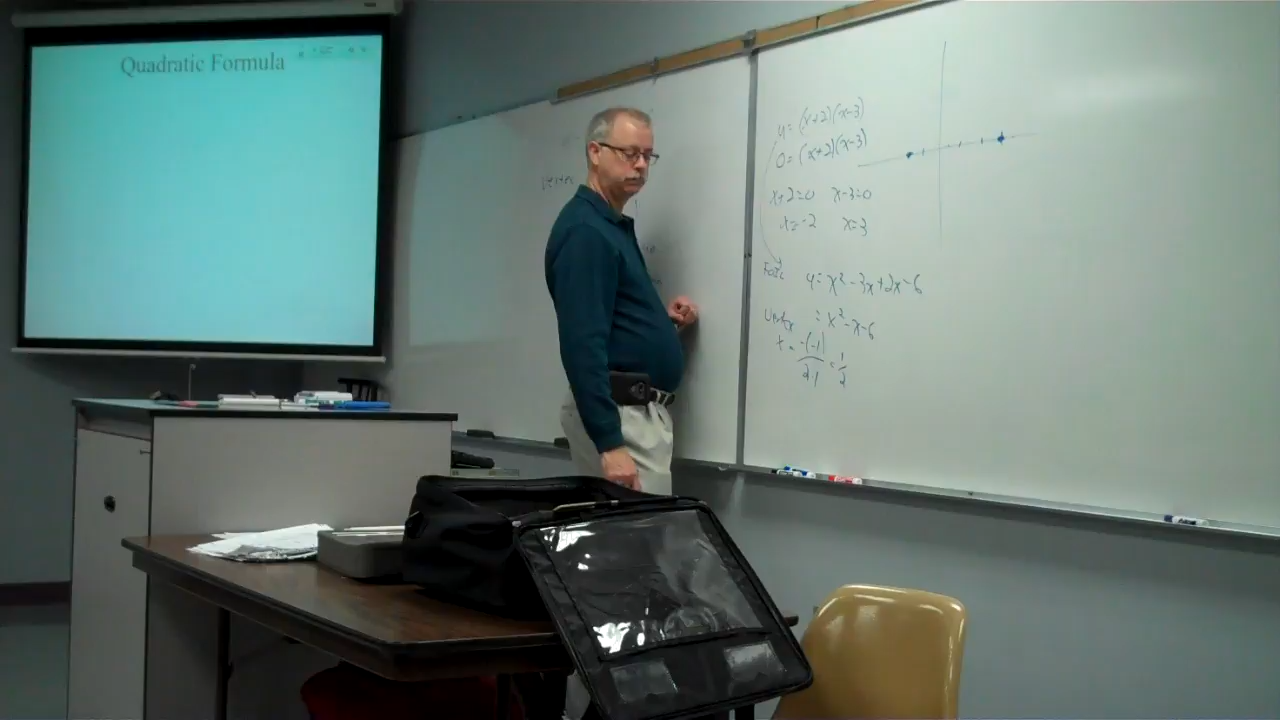 Quadratic Formula
y=(x+2)(x-3)
0=(x+2)(x-3)
x+2=0 x-3=0
x=-2 x=3
y=x²-3x+2x-6
=x²-x-6
-(-1)
2·1
=1/2